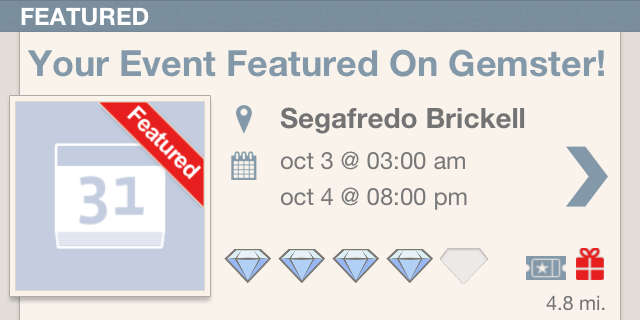 FEATURED
Your Event Featured On Gemster!
Featured
31
Segafredo Brickell
oct 3 @ 03:00 am
oct 4 @ 08:00 pm
4.8 mi.